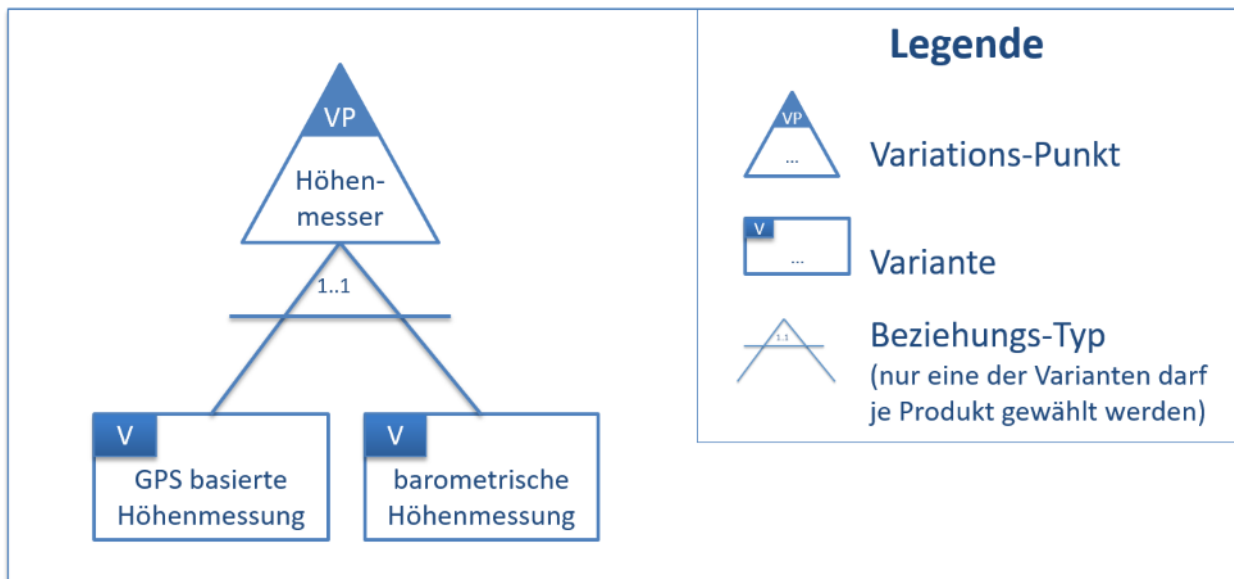 VP
Höhen-
messer
1..1
V
GPS basierte
Höhenmessung
V
barometrische
Höhenmessung
Legende
VP
...
Variations-Punkt
V
...
Variante
1..1
Beziehungs-Typ
(nur eine der Varianten darf
je Produkt gewählt werden)